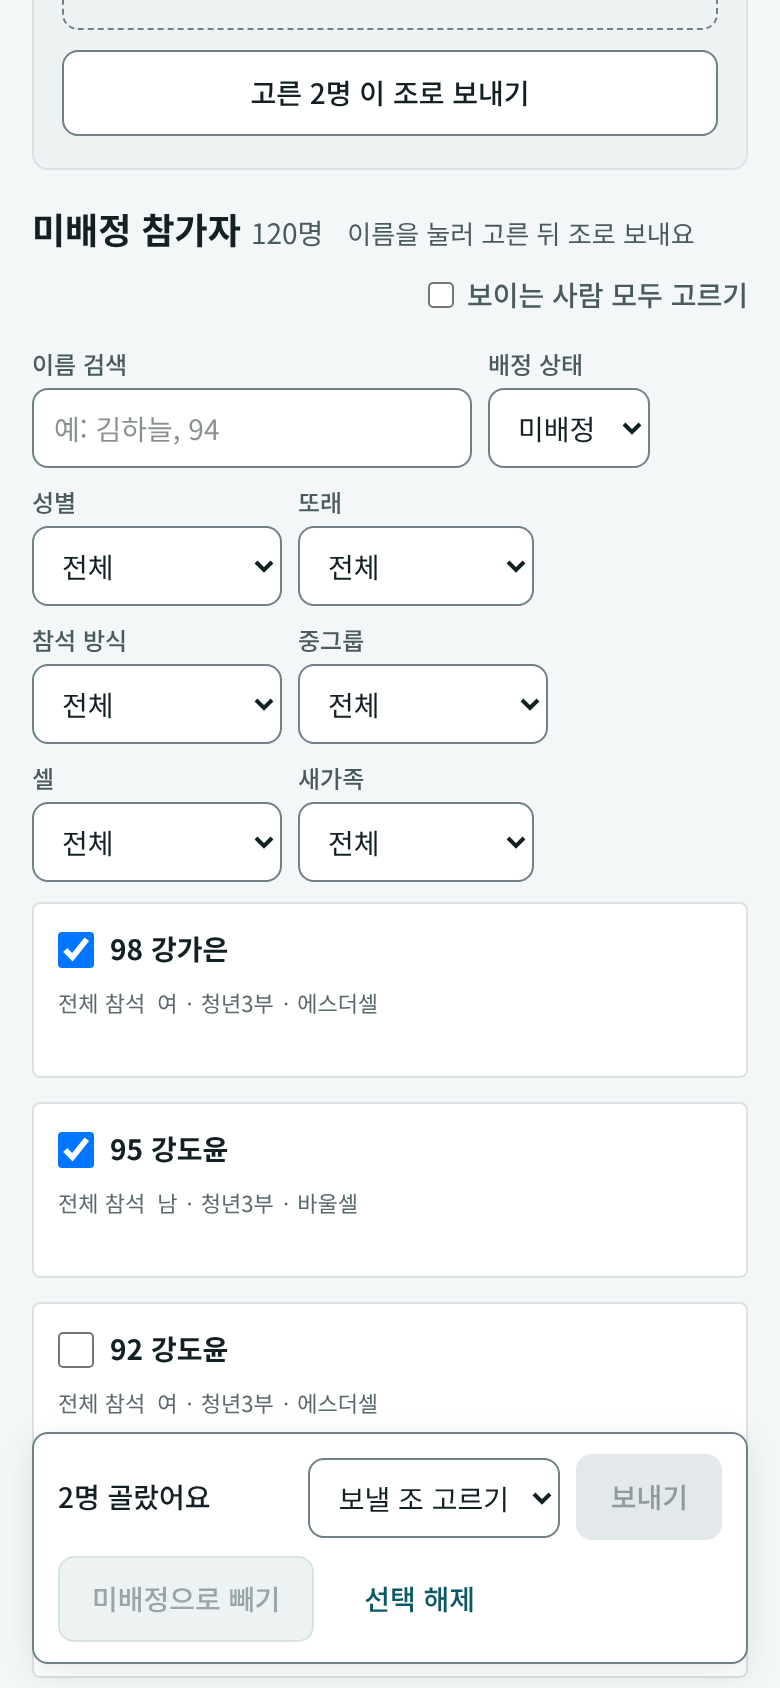 고른 2명 이 조로 보내기
미배정 참가자 120명 이름을 눌러 고른 뒤 조로 보내요
보이는 사람 모두 고르기
이름 검색 배정 상태
예: 김하늘, 94 미배정
성별 또래
전체 전체
참석 방식 중그룹
전체 전체
셀 새가족
전체 전체
98 강가은
전체 참석 여 · 청년3부 · 에스더셀
95 강도윤
전체 참석 남 · 청년3부 · 바울셀
92 강도윤
전체 참석 여 · 청년3부 · 에스더셀
2명 골랐어요 보낼 조 고르기 보내기
미배정으로 빼기 선택 해제